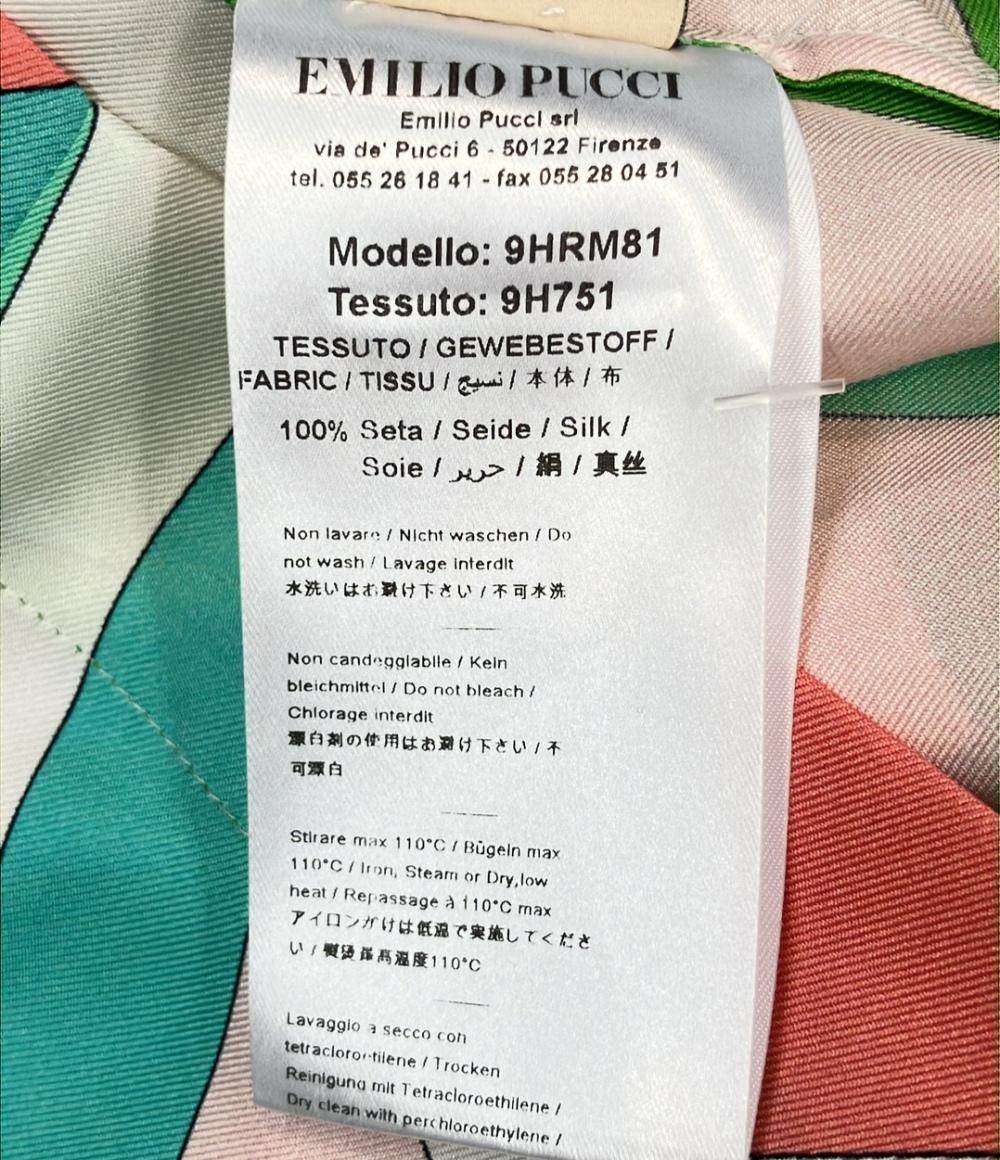 EMILIO PUCCI
Emilio Pucci srl
via de' Pucci 6 - 50122 Firenze
tel. 055 26 18 41 - fax 055 28 04 51
Modello: 9HRM81
Tessuto: 9H751
TESSUTO / GEWEBESTOFF /
FABRIC / TISSU / نسيج / 本体 / 布
100% Seta / Seide / Silk /
Soie / حرير / 絹 / 真丝
Non lavare / Nicht waschen / Do
not wash / Lavage interdit
水洗いはお避け下さい / 不可水洗
Non candeggiabile / Kein
bleichmittel / Do not bleach /
Chlorage interdit
漂白剤の使用はお避け下さい / 不
可漂白
Stirare max 110°C / Bügeln max
110°C / Iron, Steam or Dry,low
heat / Repassage à 110°C max
アイロンがけは低温で実施してくださ
い / 熨烫最高温度110°C
Lavaggio a secco con
tetracloroetilene / Trocken
Reinigung mit Tetracloroethilene /
Dry clean with perchloroethylene /